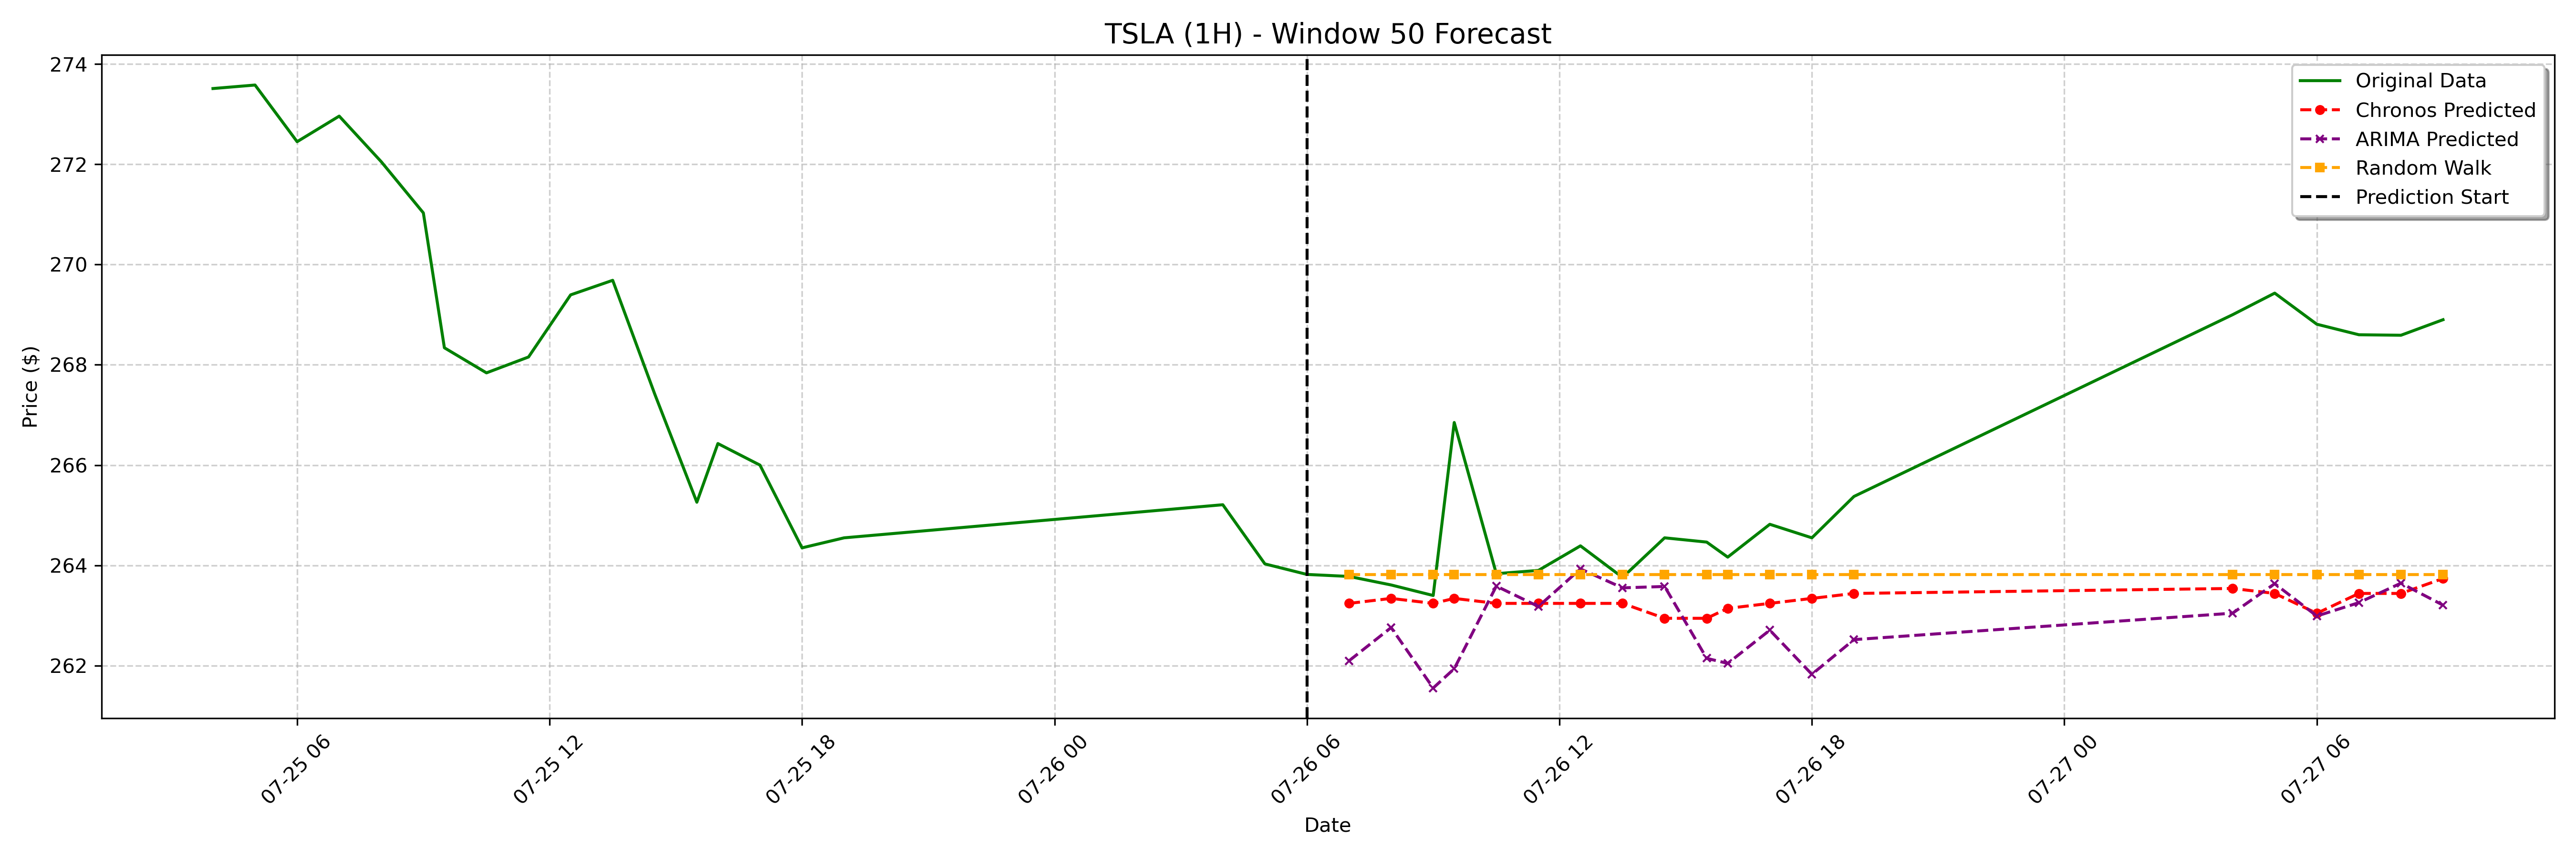 TSLA (1H) - Window 50 Forecast
Original Data
Chronos Predicted
ARIMA Predicted
Random Walk
Prediction Start
Price ($)
274
272
270
268
266
264
262
07-25 06
07-25 12
07-25 18
07-26 00
07-26 06
07-26 12
07-26 18
07-27 00
07-27 06
Date